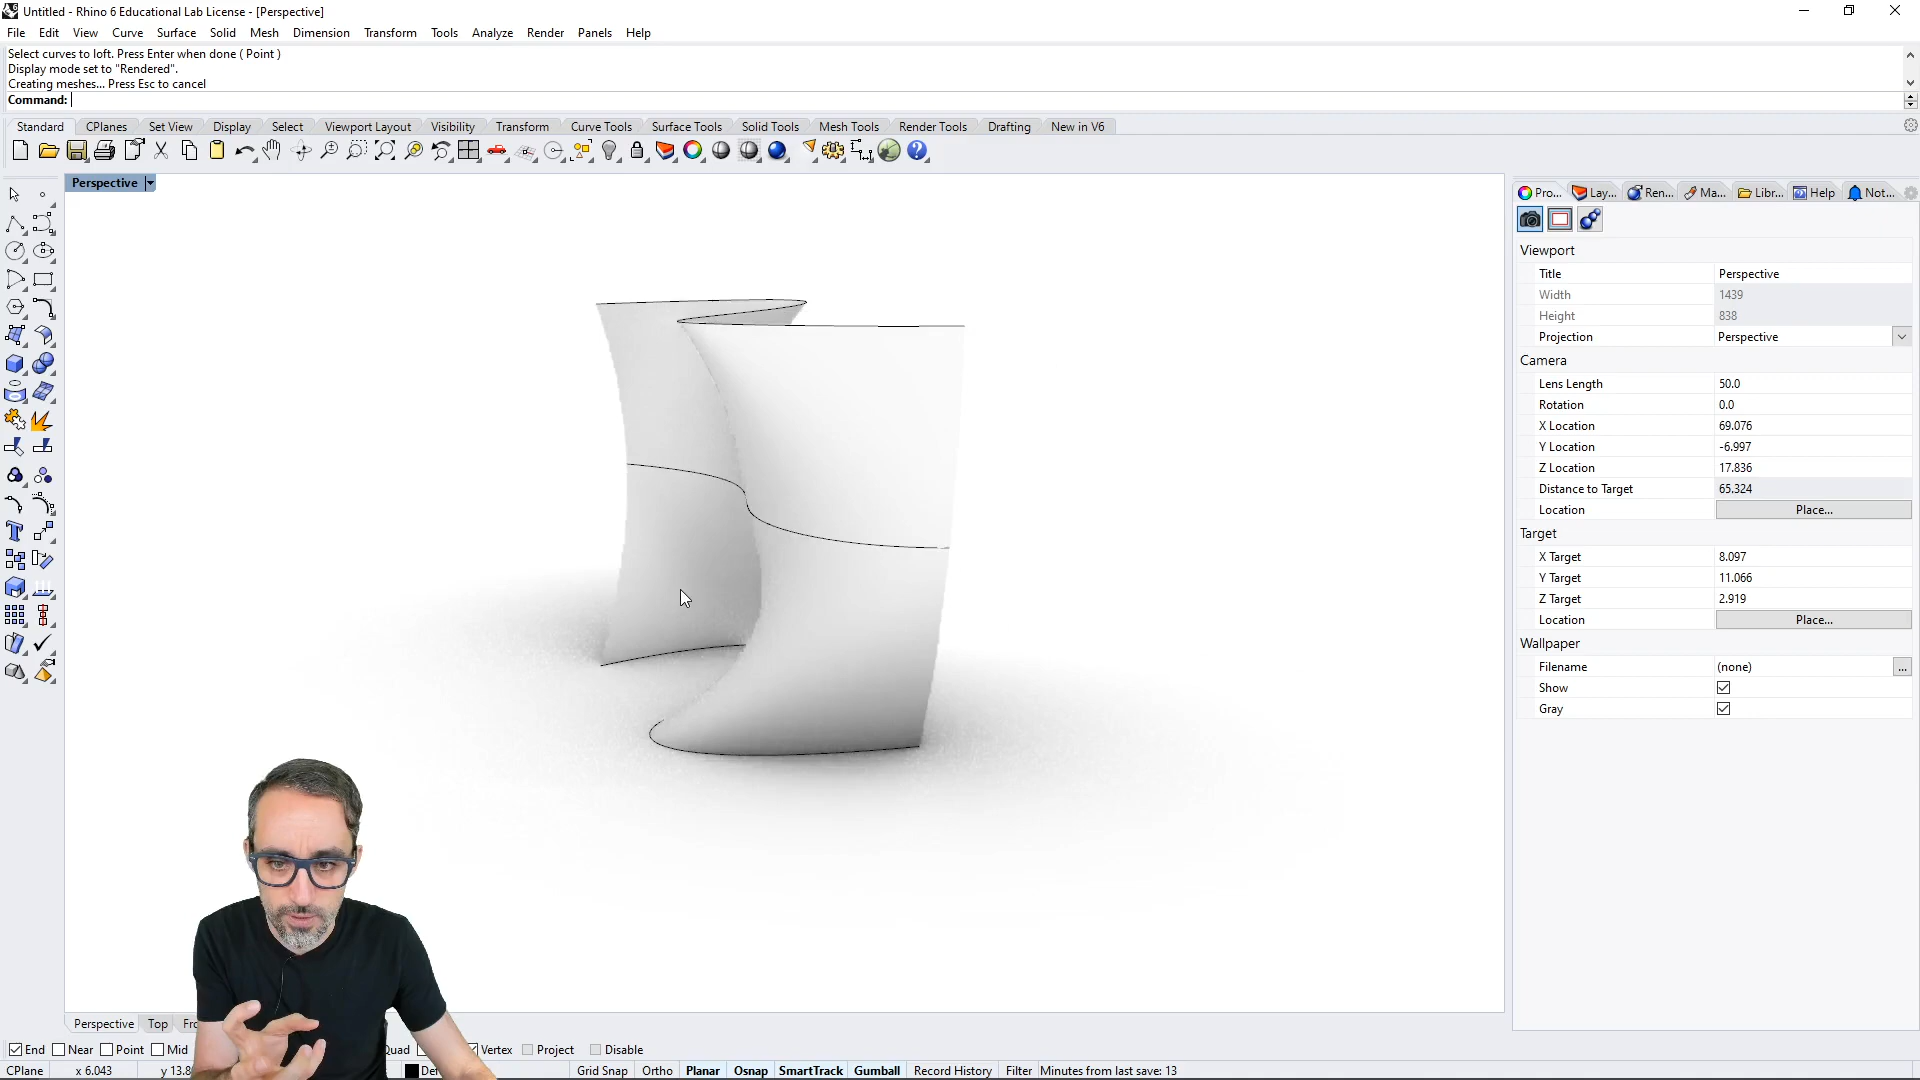 Untitled - Rhino 6 Educational Lab License - [Perspective]
File Edit View Curve Surface Solid Mesh Dimension Transform Tools Analyze Render Panels Help
Select curves to loft. Press Enter when done ( Point )
Display mode set to "Rendered".
Creating meshes... Press Esc to cancel
Command:
Standard CPlanes Set View Display Select Viewport Layout Visibility Transform Curve Tools Surface Tools Solid Tools Mesh Tools Render Tools Drafting New in V6
Perspective
Pro... Lay... Ren... Ma... Libr... Help Not...
Viewport
Title Perspective
Width 1439
Height 838
Projection Perspective
Camera
Lens Length 50.0
Rotation 0.0
X Location 69.076
Y Location -6.997
Z Location 17.836
Distance to Target 65.324
Location Place...
Target
X Target 8.097
Y Target 11.066
Z Target 2.919
Location Place...
Wallpaper
Filename (none) ...
Show
Gray
Perspective Top
End Near Point Mid Vertex Project Disable
CPlane x 6.043 Grid Snap Ortho Planar Osnap SmartTrack Gumball Record History Filter Minutes from last save: 13